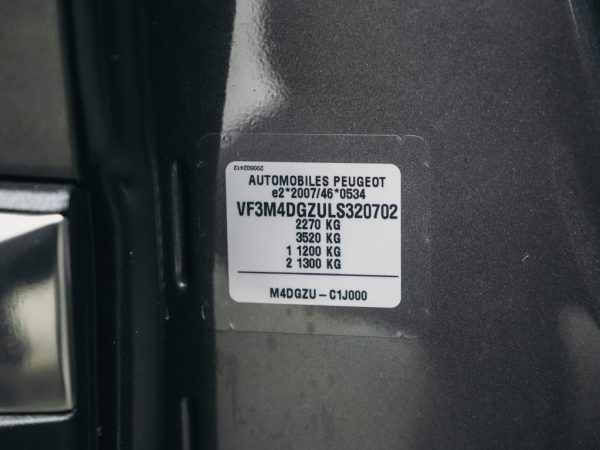 200602412
AUTOMOBILES PEUGEOT
e2*2007/46*0534
VF3M4DGZULS320702
2270 KG
3520 KG
1 1200 KG
2 1300 KG
M4DGZU - C1J000